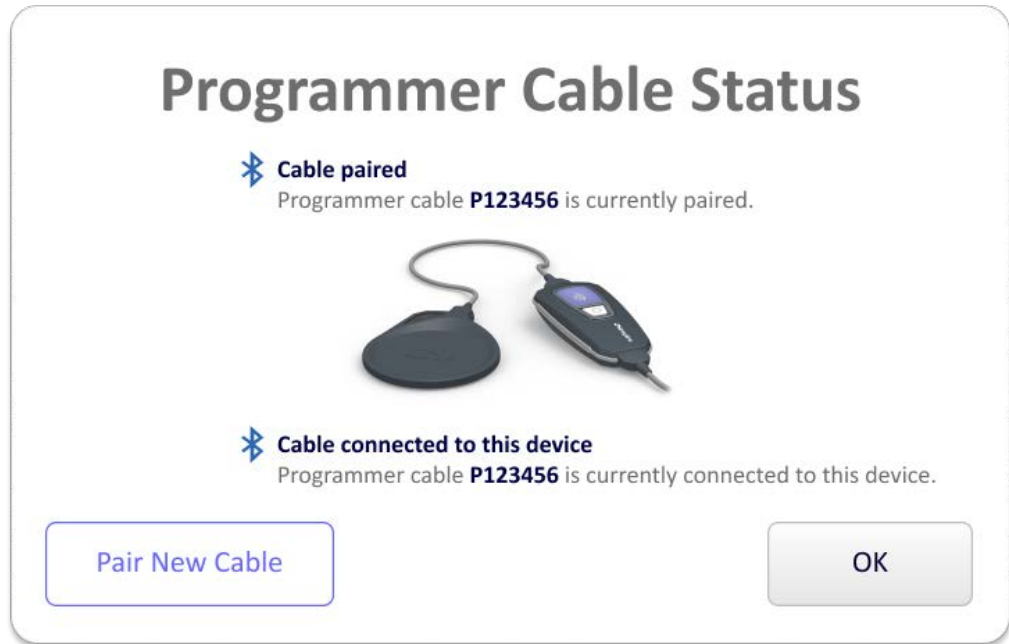 Programmer Cable Status
Cable paired
Programmer cable P123456 is currently paired.
Cable connected to this device
Programmer cable P123456 is currently connected to this device.
Pair New Cable
OK